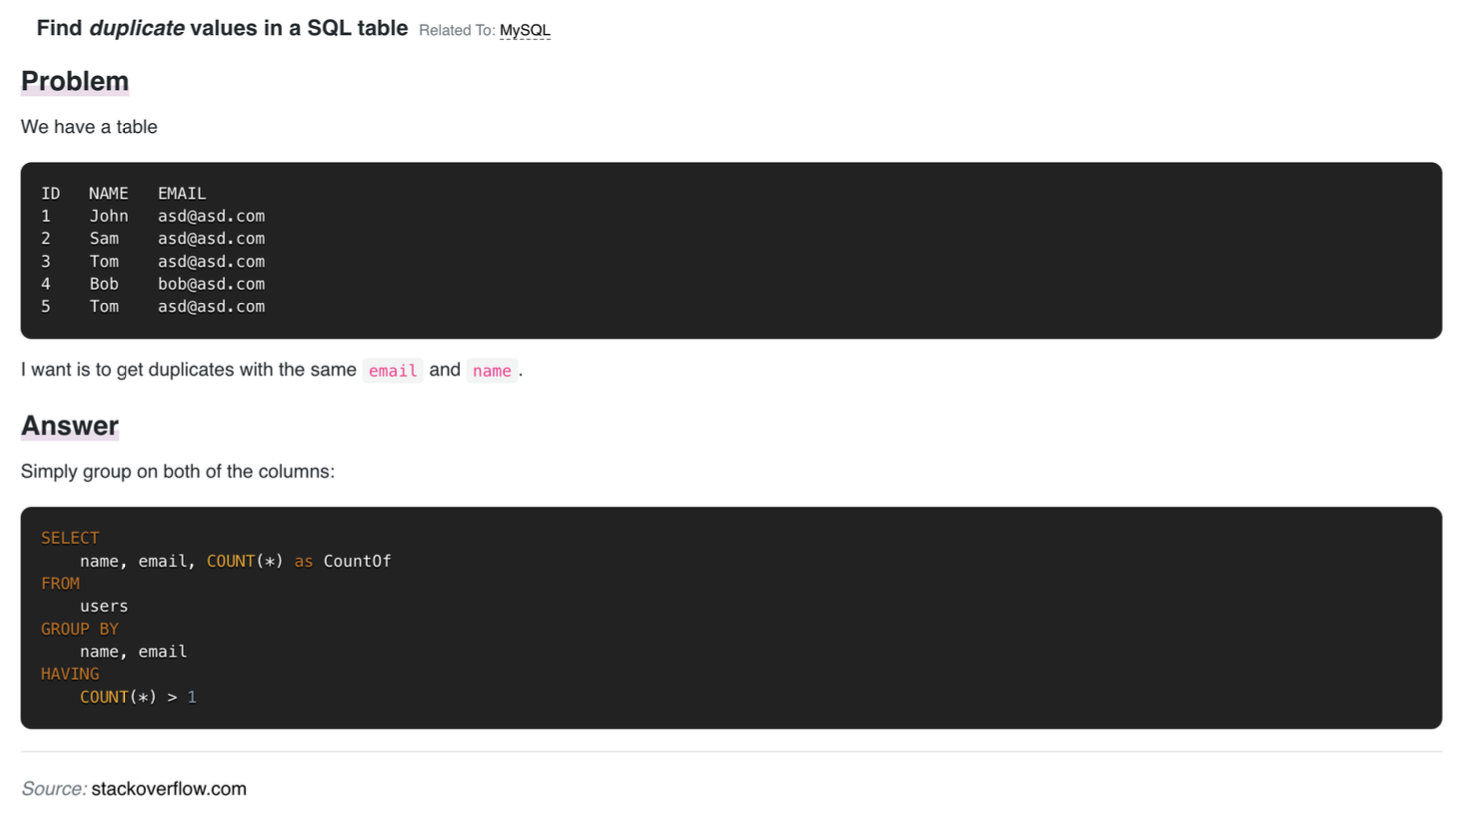 Find duplicate values in a SQL table Related To: MySQL
Problem
We have a table
ID   NAME   EMAIL
1    John   asd@asd.com
2    Sam    asd@asd.com
3    Tom    asd@asd.com
4    Bob    bob@asd.com
5    Tom    asd@asd.com
I want is to get duplicates with the same email and name .
Answer
Simply group on both of the columns:
SELECT
    name, email, COUNT(*) as CountOf
FROM
    users
GROUP BY
    name, email
HAVING
    COUNT(*) > 1
Source: stackoverflow.com